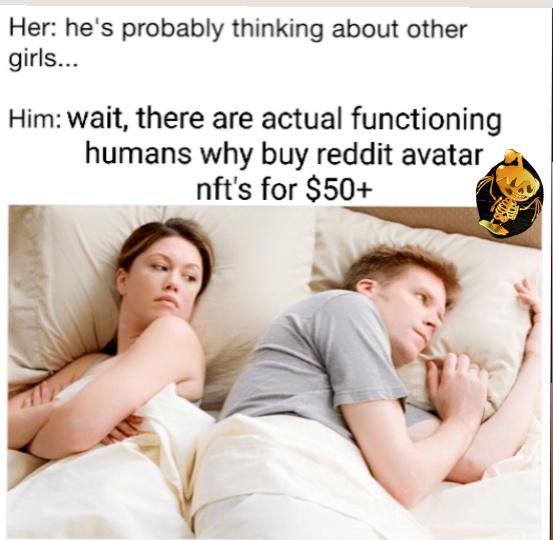 Her: he's probably thinking about other
girls...
Him: wait, there are actual functioning
humans why buy reddit avatar
nft's for $50+